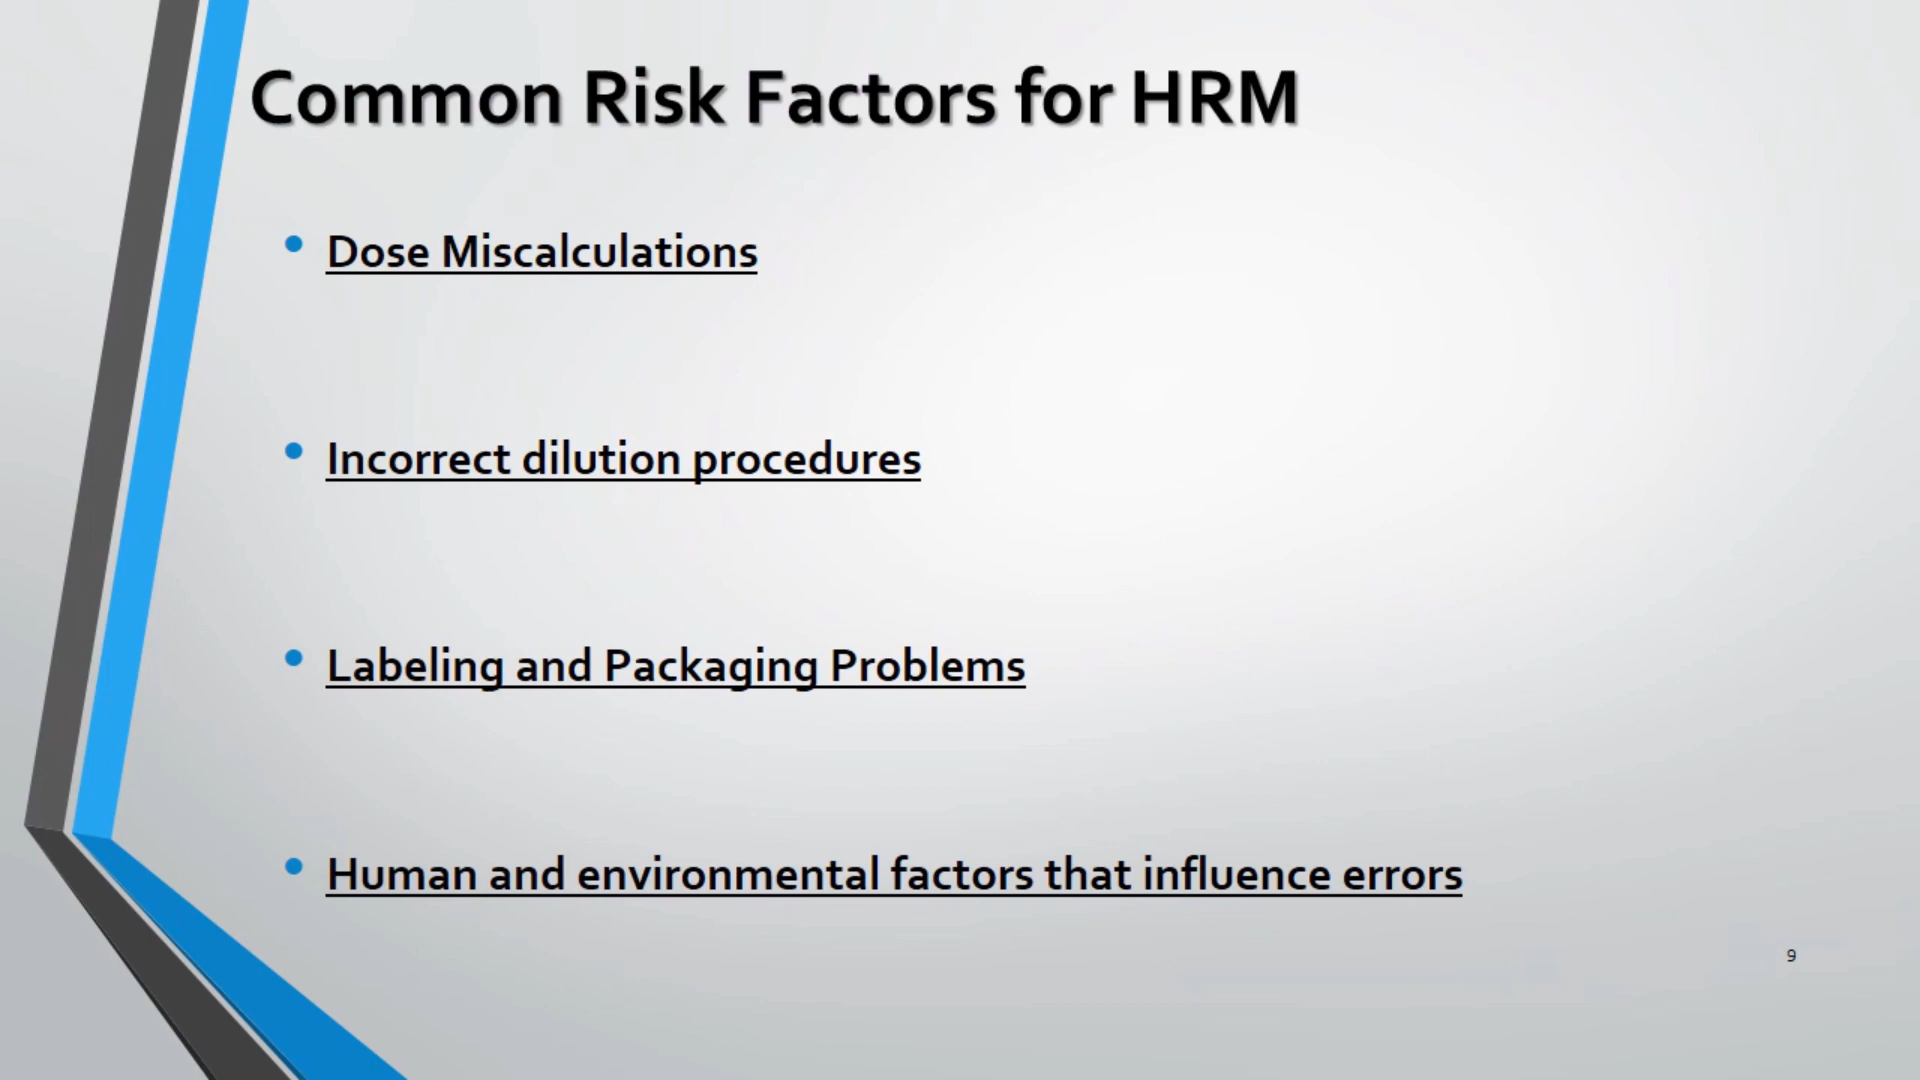 Common Risk Factors for HRM
• Dose Miscalculations
• Incorrect dilution procedures
• Labeling and Packaging Problems
• Human and environmental factors that influence errors
9